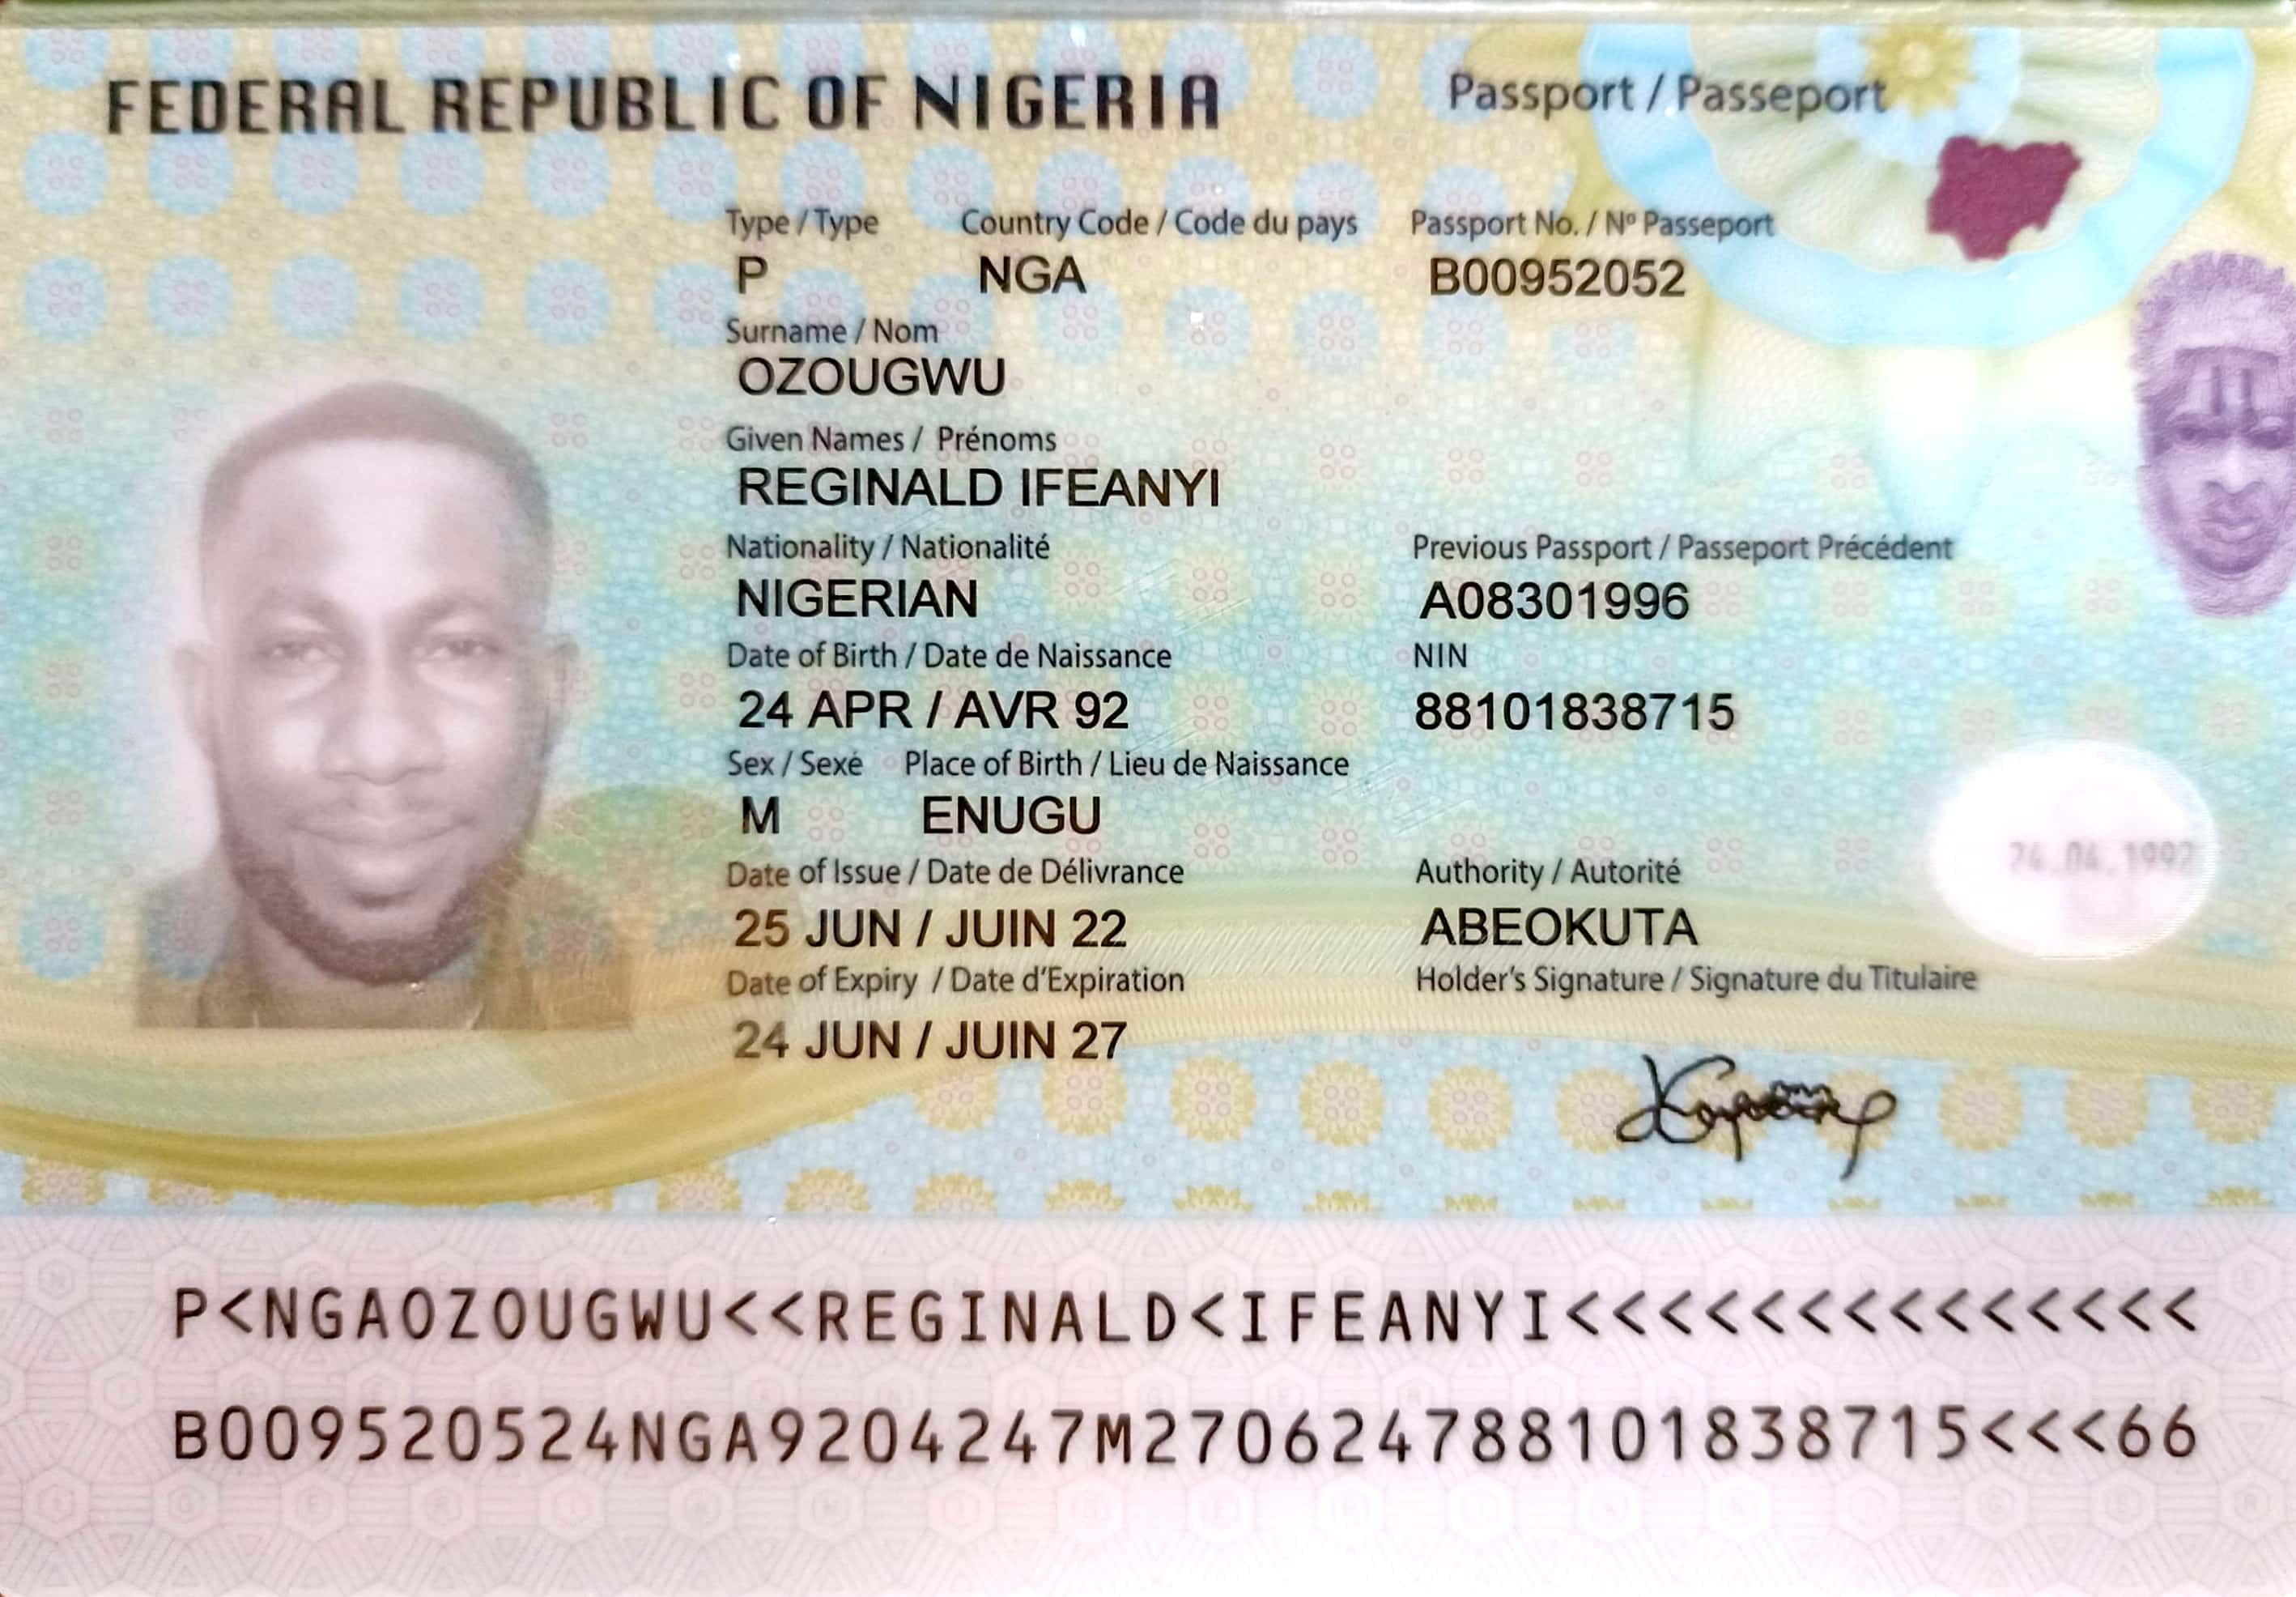 FEDERAL REPUBLIC OF NIGERIA
Passport / Passeport
Type / Type Country Code / Code du pays Passport No. / Nº Passeport
P NGA B00952052
Surname / Nom
OZOUGWU
Given Names / Prénoms
REGINALD IFEANYI
Nationality / Nationalité Previous Passport / Passeport Précédent
NIGERIAN A08301996
Date of Birth / Date de Naissance NIN
24 APR / AVR 92 88101838715
Sex / Sexé Place of Birth / Lieu de Naissance
M ENUGU
24.04.1992
Date of Issue / Date de Délivrance Authority / Autorité
25 JUN / JUIN 22 ABEOKUTA
Date of Expiry / Date d'Expiration Holder's Signature / Signature du Titulaire
24 JUN / JUIN 27
P<NGAOZOUGWU<<REGINALD<IFEANYI<<<<<<<<<<<<<<
B009520524NGA9204247M270624788101838715<<<66